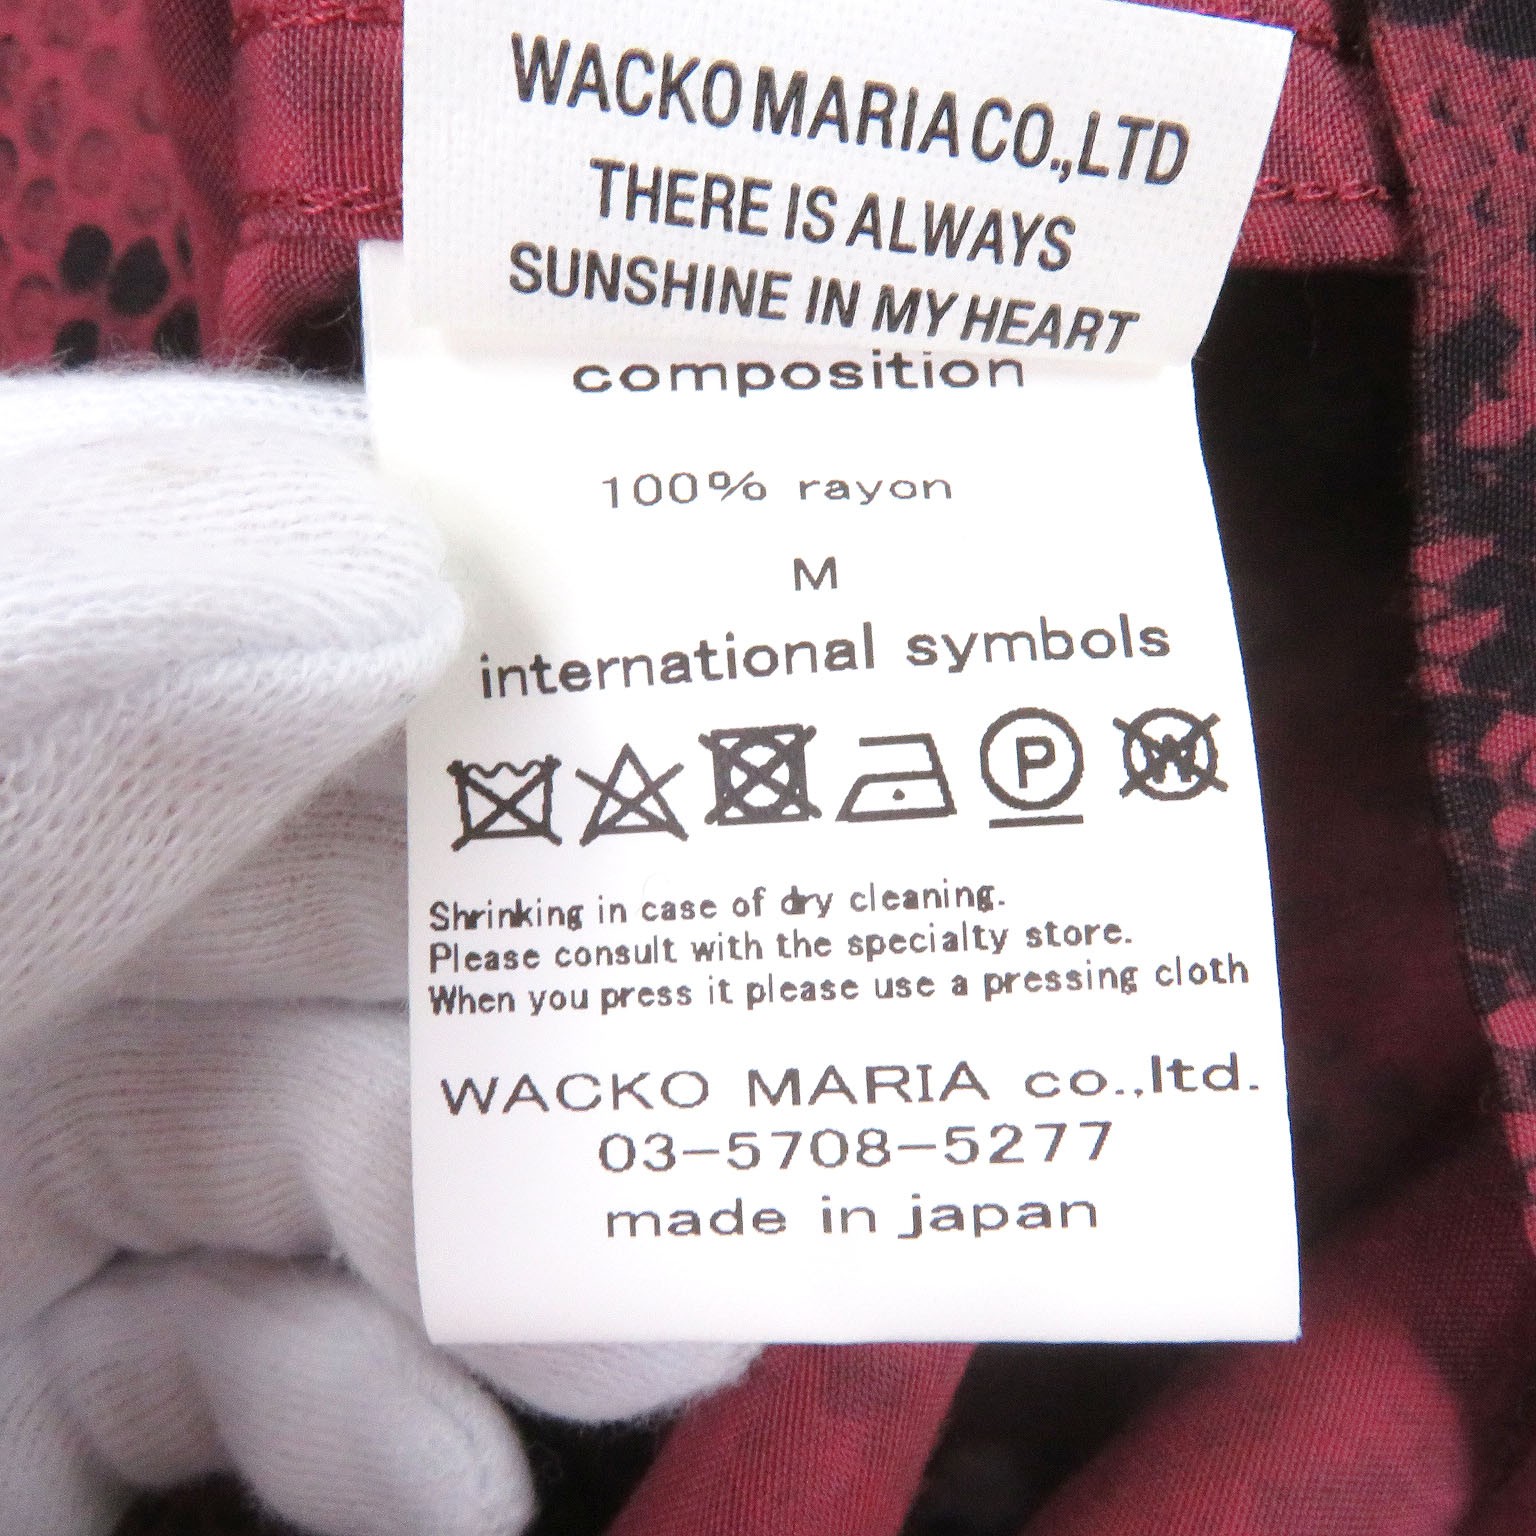 WACKO MARIA CO.,LTD
THERE IS ALWAYS
SUNSHINE IN MY HEART
composition
100% rayon
M
international symbols
P W
Shrinking in case of dry cleaning.
Please consult with the specialty store.
When you press it please use a pressing cloth
WACKO MARIA co.,ltd.
03-5708-5277
made in japan